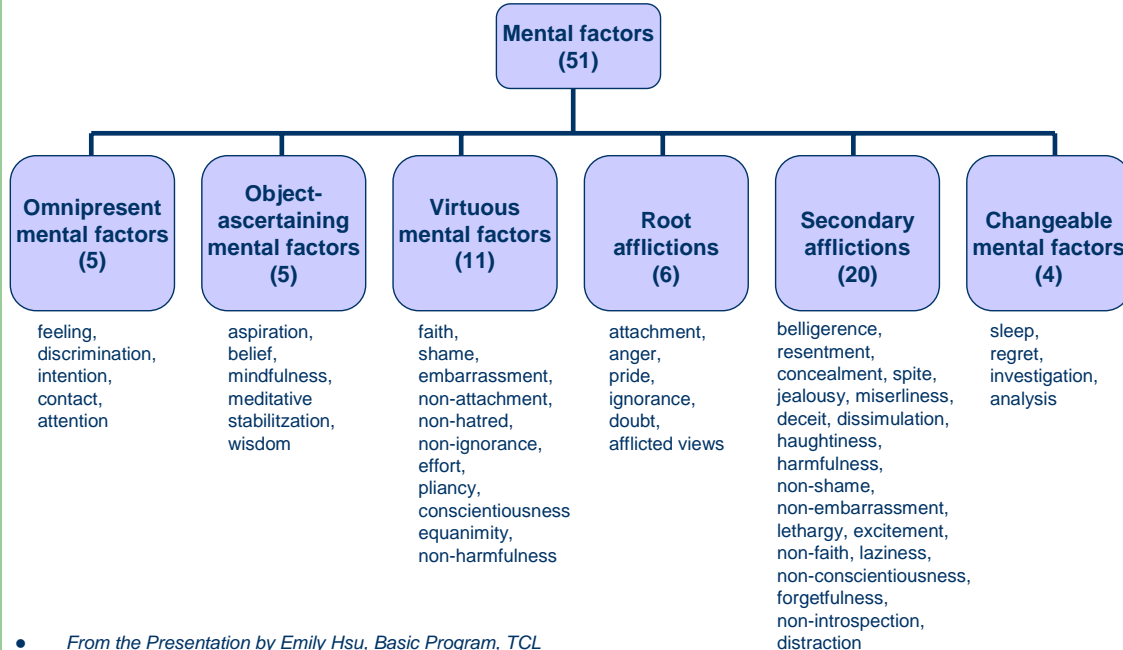 Mental factors
(51)
Omnipresent
mental factors
(5)
Object-
ascertaining
mental factors
(5)
Virtuous
mental factors
(11)
Root
afflictions
(6)
Secondary
afflictions
(20)
Changeable
mental factors
(4)
feeling,
discrimination,
intention,
contact,
attention
aspiration,
belief,
mindfulness,
meditative
stabilitzation,
wisdom
faith,
shame,
embarrassment,
non-attachment,
non-hatred,
non-ignorance,
effort,
pliancy,
conscientiousness
equanimity,
non-harmfulness
attachment,
anger,
pride,
ignorance,
doubt,
afflicted views
belligerence,
resentment,
concealment, spite,
jealousy, miserliness,
deceit, dissimulation,
haughtiness,
harmfulness,
non-shame,
non-embarrassment,
lethargy, excitement,
non-faith, laziness,
non-conscientiousness,
forgetfulness,
non-introspection,
distraction
sleep,
regret,
investigation,
analysis
● From the Presentation by Emily Hsu, Basic Program, TCL